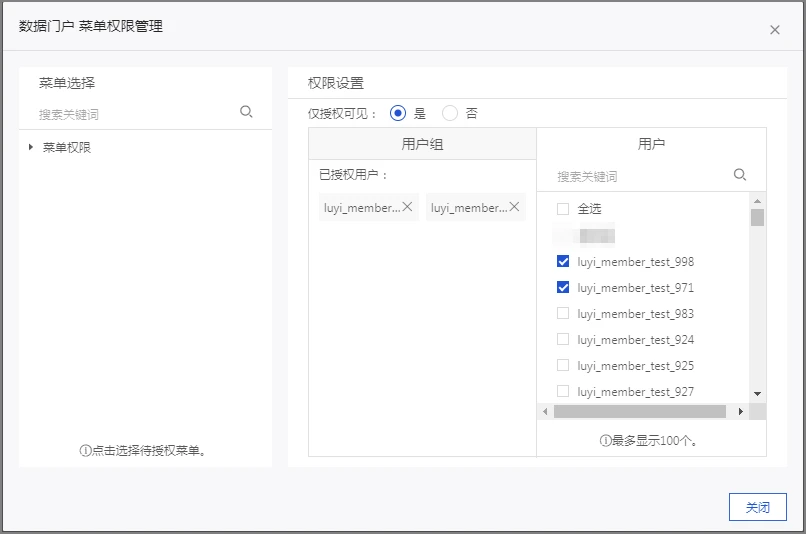 数据门户 菜单权限管理
菜单选择
搜索关键词
菜单权限
①点击选择待授权菜单。
权限设置
仅授权可见： 是 否
用户组 用户
已授权用户：
luyi_member... luyi_member...
搜索关键词
全选
luyi_member_test_998
luyi_member_test_971
luyi_member_test_983
luyi_member_test_924
luyi_member_test_925
luyi_member_test_927
①最多显示100个。
关闭